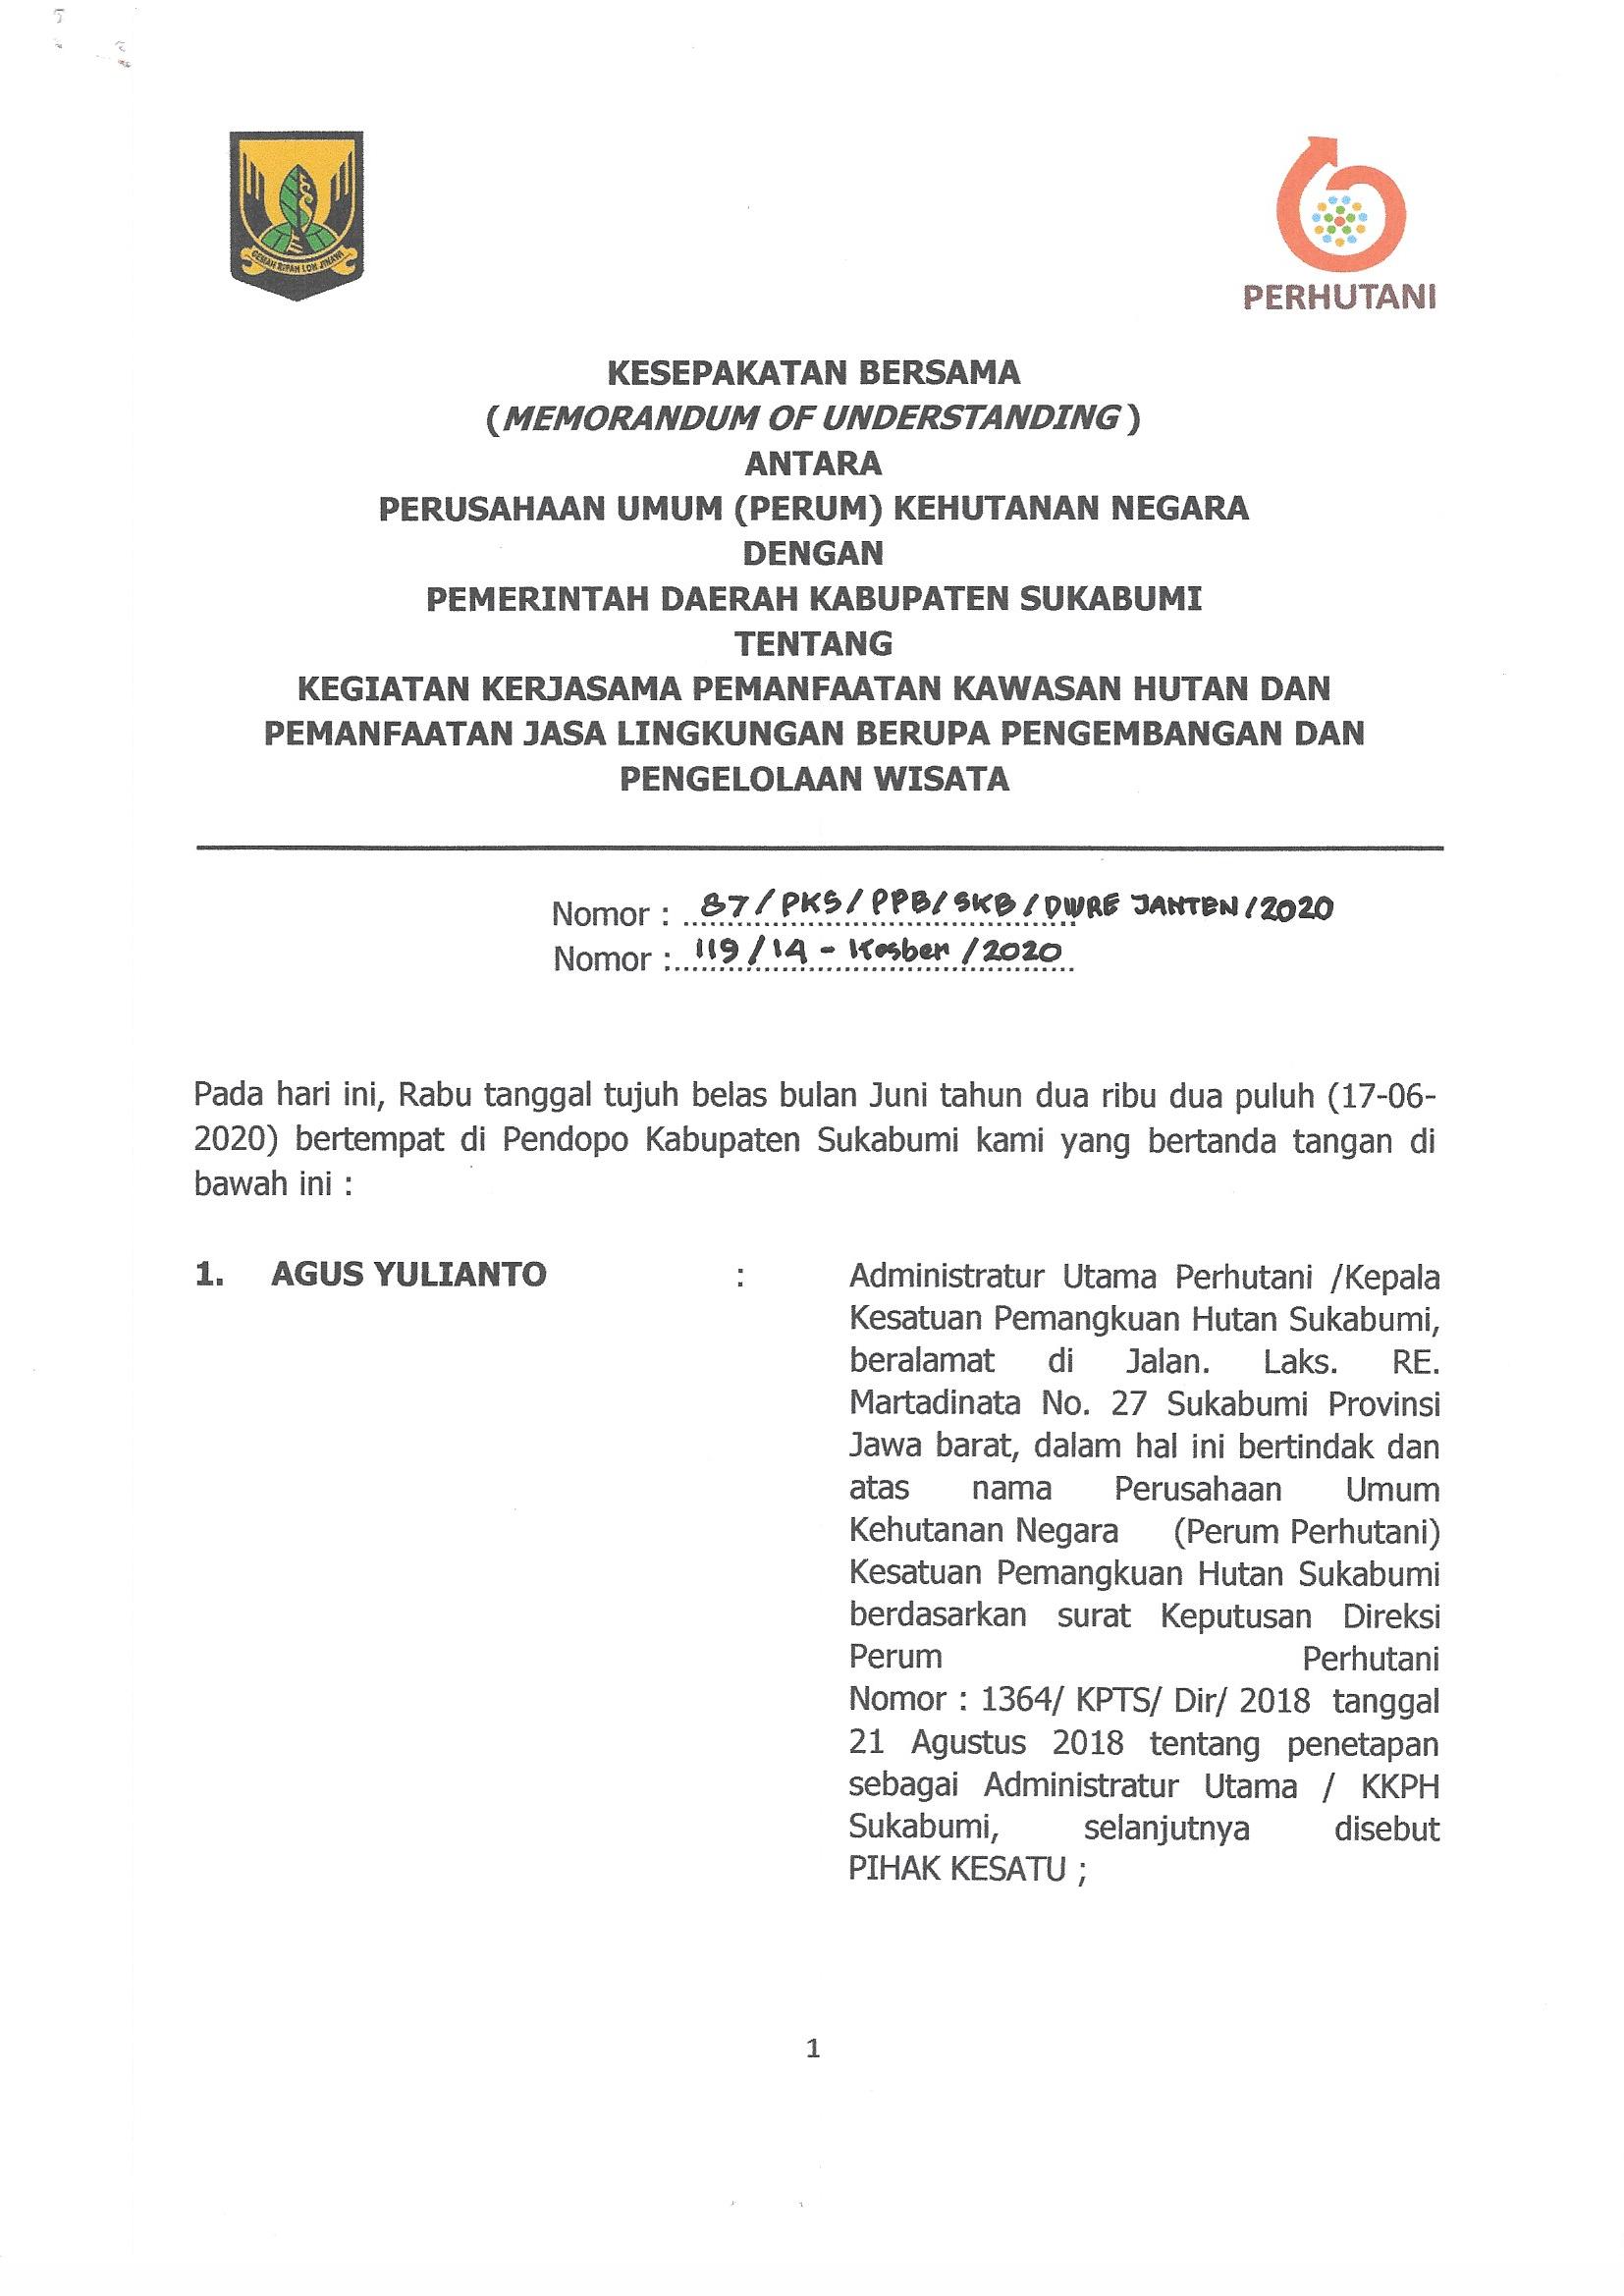 GEMAH RIPAH LOH JINAWI
PERHUTANI
KESEPAKATAN BERSAMA
(MEMORANDUM OF UNDERSTANDING)
ANTARA
PERUSAHAAN UMUM (PERUM) KEHUTANAN NEGARA
DENGAN
PEMERINTAH DAERAH KABUPATEN SUKABUMI
TENTANG
KEGIATAN KERJASAMA PEMANFAATAN KAWASAN HUTAN DAN
PEMANFAATAN JASA LINGKUNGAN BERUPA PENGEMBANGAN DAN
PENGELOLAAN WISATA
Nomor : 87/PKS/PPB/SKB/DIVRE JANTEN/2020
Nomor : 119/14 - Kesber/2020
Pada hari ini, Rabu tanggal tujuh belas bulan Juni tahun dua ribu dua puluh (17-06-
2020) bertempat di Pendopo Kabupaten Sukabumi kami yang bertanda tangan di
bawah ini :
1. AGUS YULIANTO : Administratur Utama Perhutani /Kepala
Kesatuan Pemangkuan Hutan Sukabumi,
beralamat di Jalan. Laks. RE.
Martadinata No. 27 Sukabumi Provinsi
Jawa barat, dalam hal ini bertindak dan
atas nama Perusahaan Umum
Kehutanan Negara (Perum Perhutani)
Kesatuan Pemangkuan Hutan Sukabumi
berdasarkan surat Keputusan Direksi
Perum Perhutani
Nomor : 1364/ KPTS/ Dir/ 2018 tanggal
21 Agustus 2018 tentang penetapan
sebagai Administratur Utama / KKPH
Sukabumi, selanjutnya disebut
PIHAK KESATU ;
1